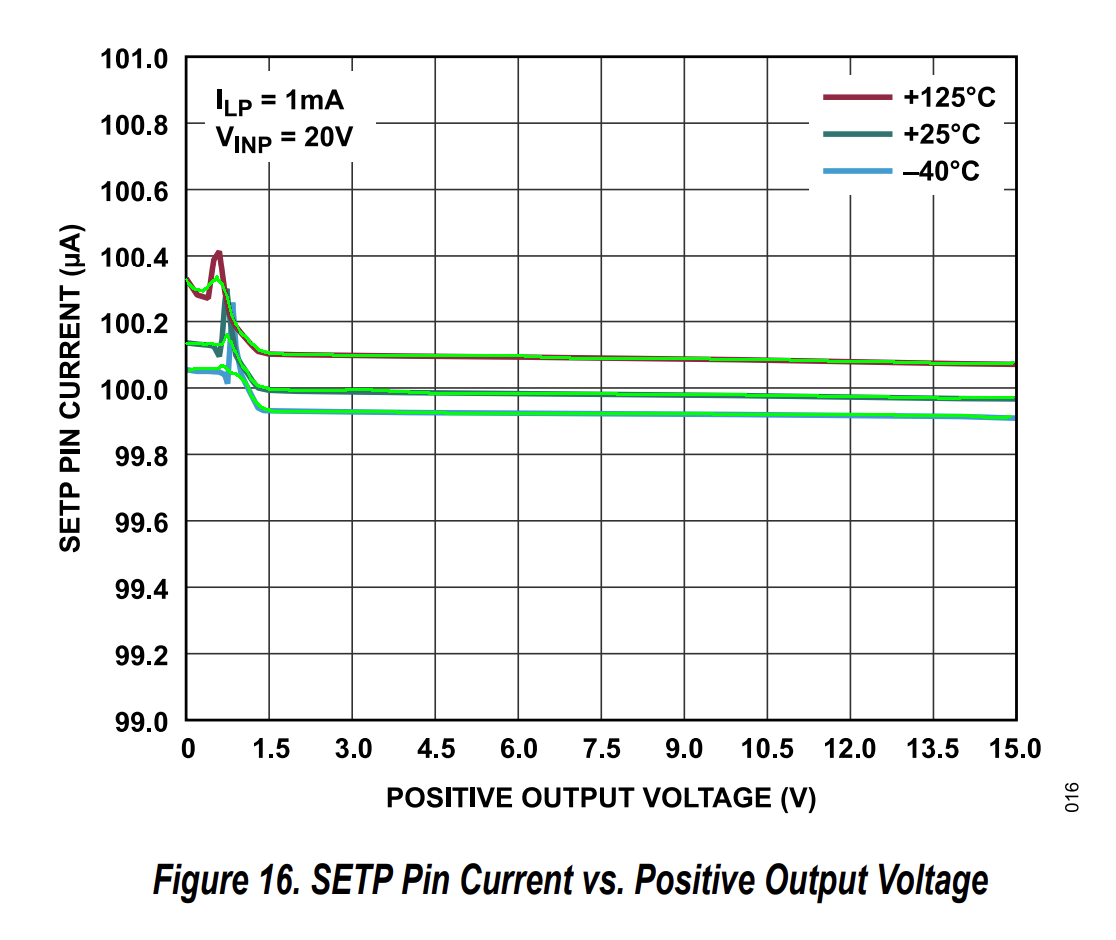 101.0
100.8
100.6
100.4
100.2
100.0
99.8
99.6
99.4
99.2
99.0
SETP PIN CURRENT (μA)
I_LP = 1mA
V_INP = 20V
+125°C
+25°C
–40°C
0 1.5 3.0 4.5 6.0 7.5 9.0 10.5 12.0 13.5 15.0
POSITIVE OUTPUT VOLTAGE (V)
016
Figure 16. SETP Pin Current vs. Positive Output Voltage